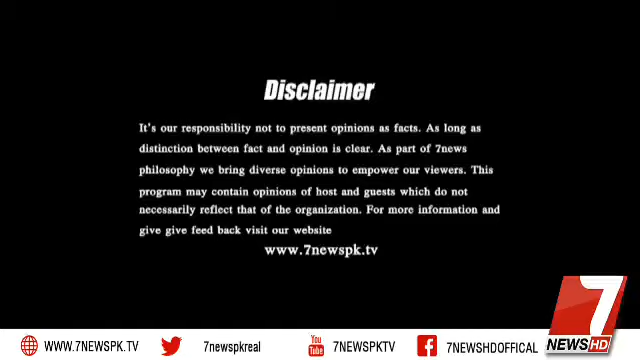 Disclaimer
It's our responsibility not to present opinions as facts. As long as
distinction between fact and opinion is clear. As part of 7news
philosophy we bring diverse opinions to empower our viewers. This
program may contain opinions of host and guests which do not
necessarily reflect that of the organization. For more information and
give give feed back visit our website
www.7newspk.tv
7
NEWS HD
WWW.7NEWSPK.TV
7newspkreal
You
Tube
7NEWSPKTV
7NEWSHDOFFICAL